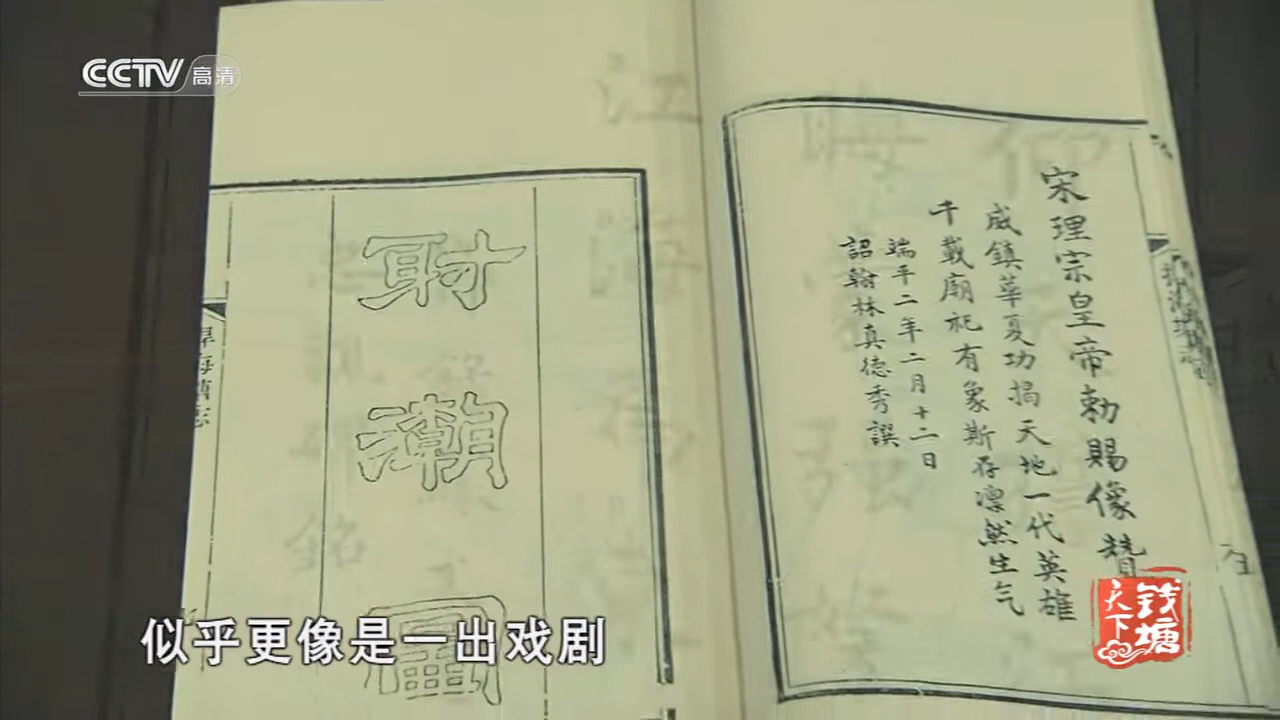 CCTV高清
宋理宗皇帝勅賜像贊
威鎮華夏功揭天地一代英雄
千載廟祀有象斯存凛然生气
端平二年二月十二日
詔翰林真德秀譔
射潮圖
似乎更像是一出戏剧
钱塘
天下